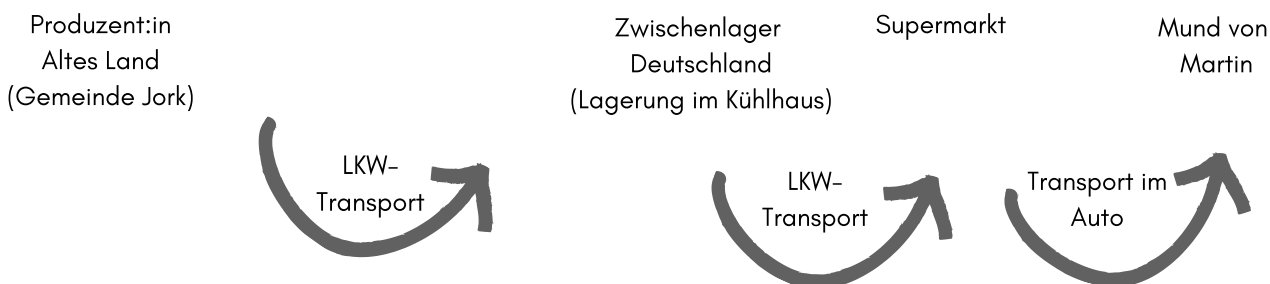 Produzent:in
Altes Land
(Gemeinde Jork)
LKW-
Transport
Zwischenlager
Deutschland
(Lagerung im Kühlhaus)
LKW-
Transport
Supermarkt
Transport im
Auto
Mund von
Martin